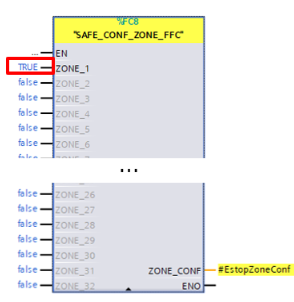 %FC8
"SAFE_CONF_ZONE_FFC"
... EN
TRUE ZONE_1
false ZONE_2
false ZONE_3
false ZONE_4
false ZONE_5
false ZONE_6
...
false ZONE_26
false ZONE_27
false ZONE_28
false ZONE_29
false ZONE_30
false ZONE_31 ZONE_CONF #EstopZoneConf
false ZONE_32 ENO